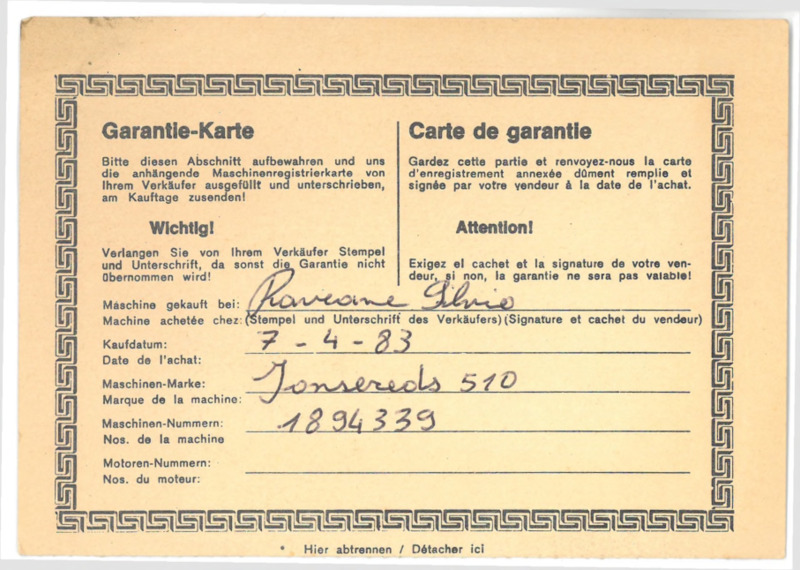 Garantie-Karte
Bitte diesen Abschnitt aufbewahren und uns
die anhängende Maschinenregistrierkarte von
Ihrem Verkäufer ausgefüllt und unterschrieben,
am Kauftage zusenden!
Wichtig!
Verlangen Sie von Ihrem Verkäufer Stempel
und Unterschrift, da sonst die Garantie nicht
übernommen wird!
Carte de garantie
Gardez cette partie et renvoyez-nous la carte
d'enregistrement annexée dûment remplie et
signée par votre vendeur à la date de l'achat.
Attention!
Exigez el cachet et la signature de votre ven-
deur, si non, la garantie ne sera pas valable!
Maschine gekauft bei: Raveane Silvio
Machine achetée chez: (Stempel und Unterschrift des Verkäufers) (Signature et cachet du vendeur)
Kaufdatum: 7 - 4 - 83
Date de l'achat:
Maschinen-Marke: Jonsereds 510
Marque de la machine:
Maschinen-Nummern: 1894339
Nos. de la machine
Motoren-Nummern:
Nos. du moteur:
* Hier abtrennen / Détacher ici